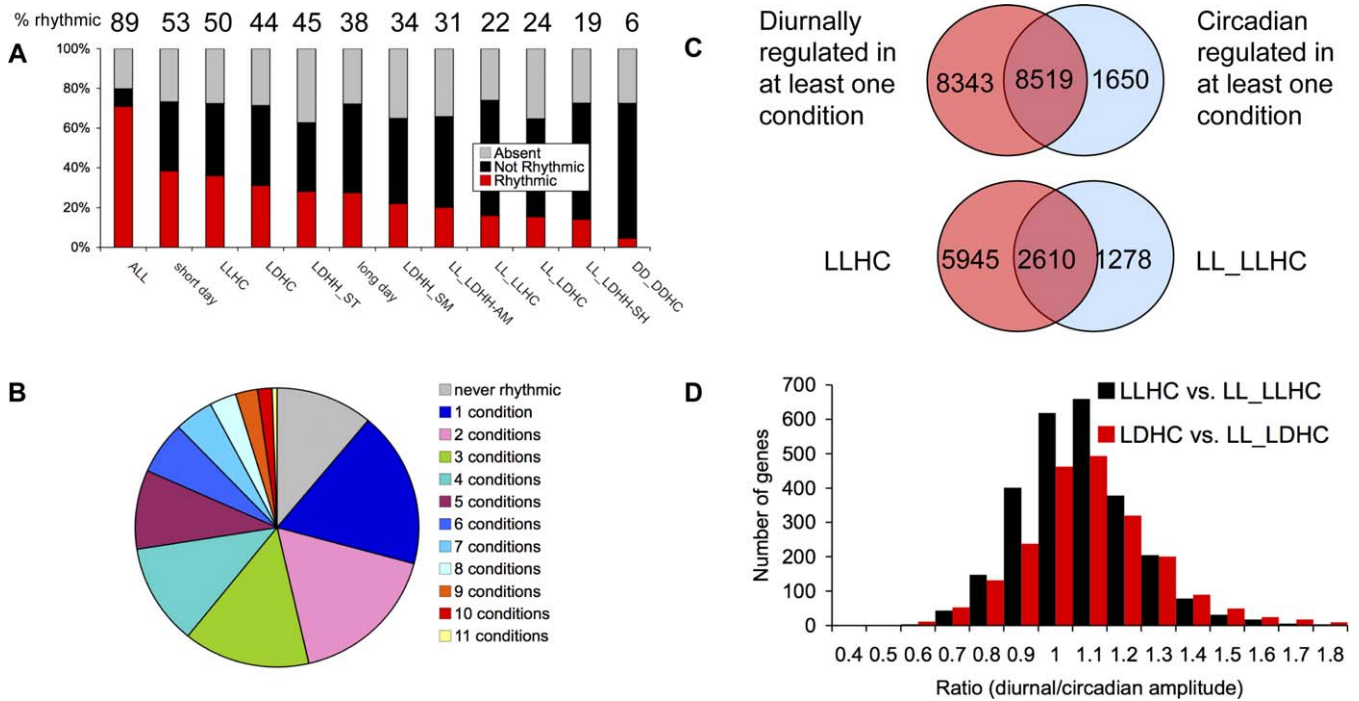 % rhythmic 89 53 50 44 45 38 34 31 22 24 19 6
A
100%
80%
60%
40%
20%
0%
Absent
Not Rhythmic
Rhythmic
ALL
short day
LLHC
LDHC
LDHH_ST
long day
LDHH_SM
LL_LDHH-AM
LL_LLHC
LL_LDHC
LL_LDHH-SH
DD_DDHC
B
never rhythmic
1 condition
2 conditions
3 conditions
4 conditions
5 conditions
6 conditions
7 conditions
8 conditions
9 conditions
10 conditions
11 conditions
C
Diurnally
regulated in
at least one
condition
8343 8519 1650
Circadian
regulated in
at least one
condition
LLHC
5945 2610 1278
LL_LLHC
D
LLHC vs. LL_LLHC
LDHC vs. LL_LDHC
Number of genes
700
600
500
400
300
200
100
0
0.4 0.5 0.6 0.7 0.8 0.9 1 1.1 1.2 1.3 1.4 1.5 1.6 1.7 1.8
Ratio (diurnal/circadian amplitude)